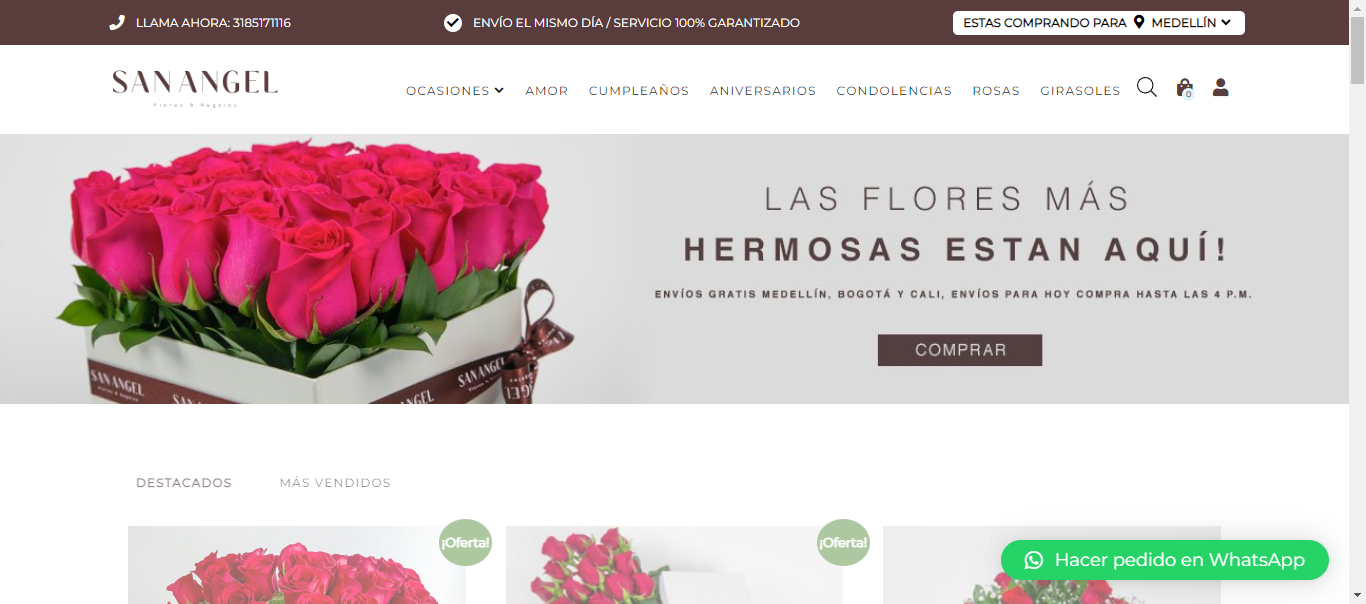 LLAMA AHORA: 3185171116
ENVÍO EL MISMO DÍA / SERVICIO 100% GARANTIZADO
ESTAS COMPRANDO PARA MEDELLÍN
SAN ANGEL
Flores & Regalos
OCASIONES AMOR CUMPLEAÑOS ANIVERSARIOS CONDOLENCIAS ROSAS GIRASOLES
0
LAS FLORES MÁS
HERMOSAS ESTAN AQUÍ!
ENVÍOS GRATIS MEDELLÍN, BOGOTÁ Y CALI, ENVÍOS PARA HOY COMPRA HASTA LAS 4 P.M.
COMPRAR
SAN ANGEL
Flores & Regalos
SAN ANGEL
DESTACADOS MÁS VENDIDOS
¡Oferta!
¡Oferta!
Hacer pedido en WhatsApp